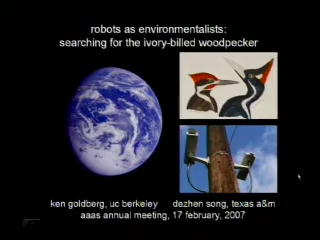 robots as environmentalists:
searching for the ivory-billed woodpecker
ken goldberg, uc berkeley dezhen song, texas a&m
aaas annual meeting, 17 february, 2007